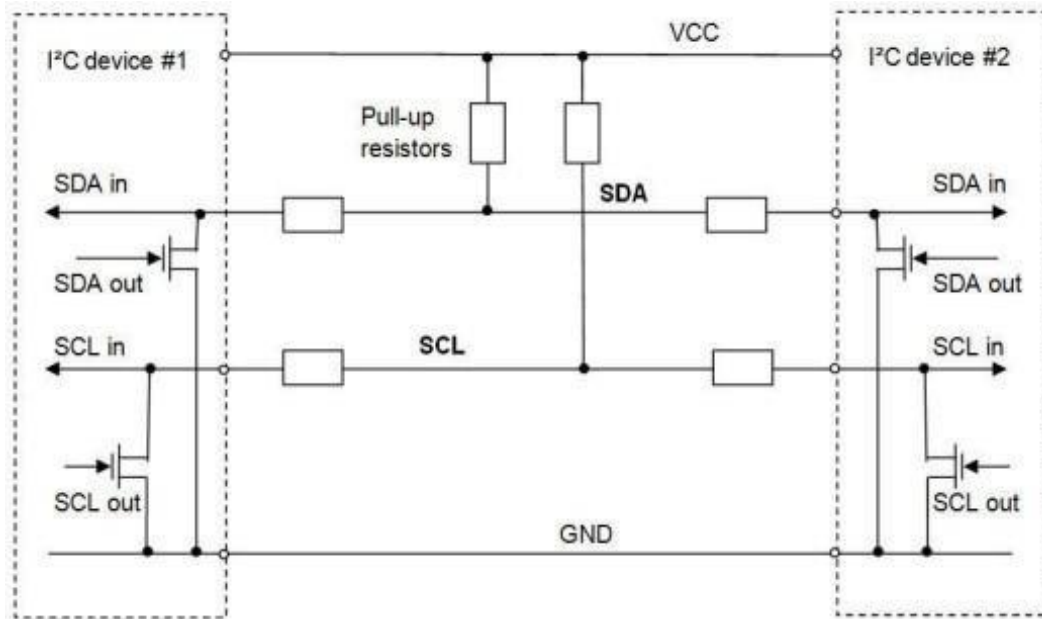 VCC
I²C device #1
I²C device #2
Pull-up
resistors
SDA in
SDA
SDA in
SDA out
SDA out
SCL in
SCL
SCL in
SCL out
SCL out
GND